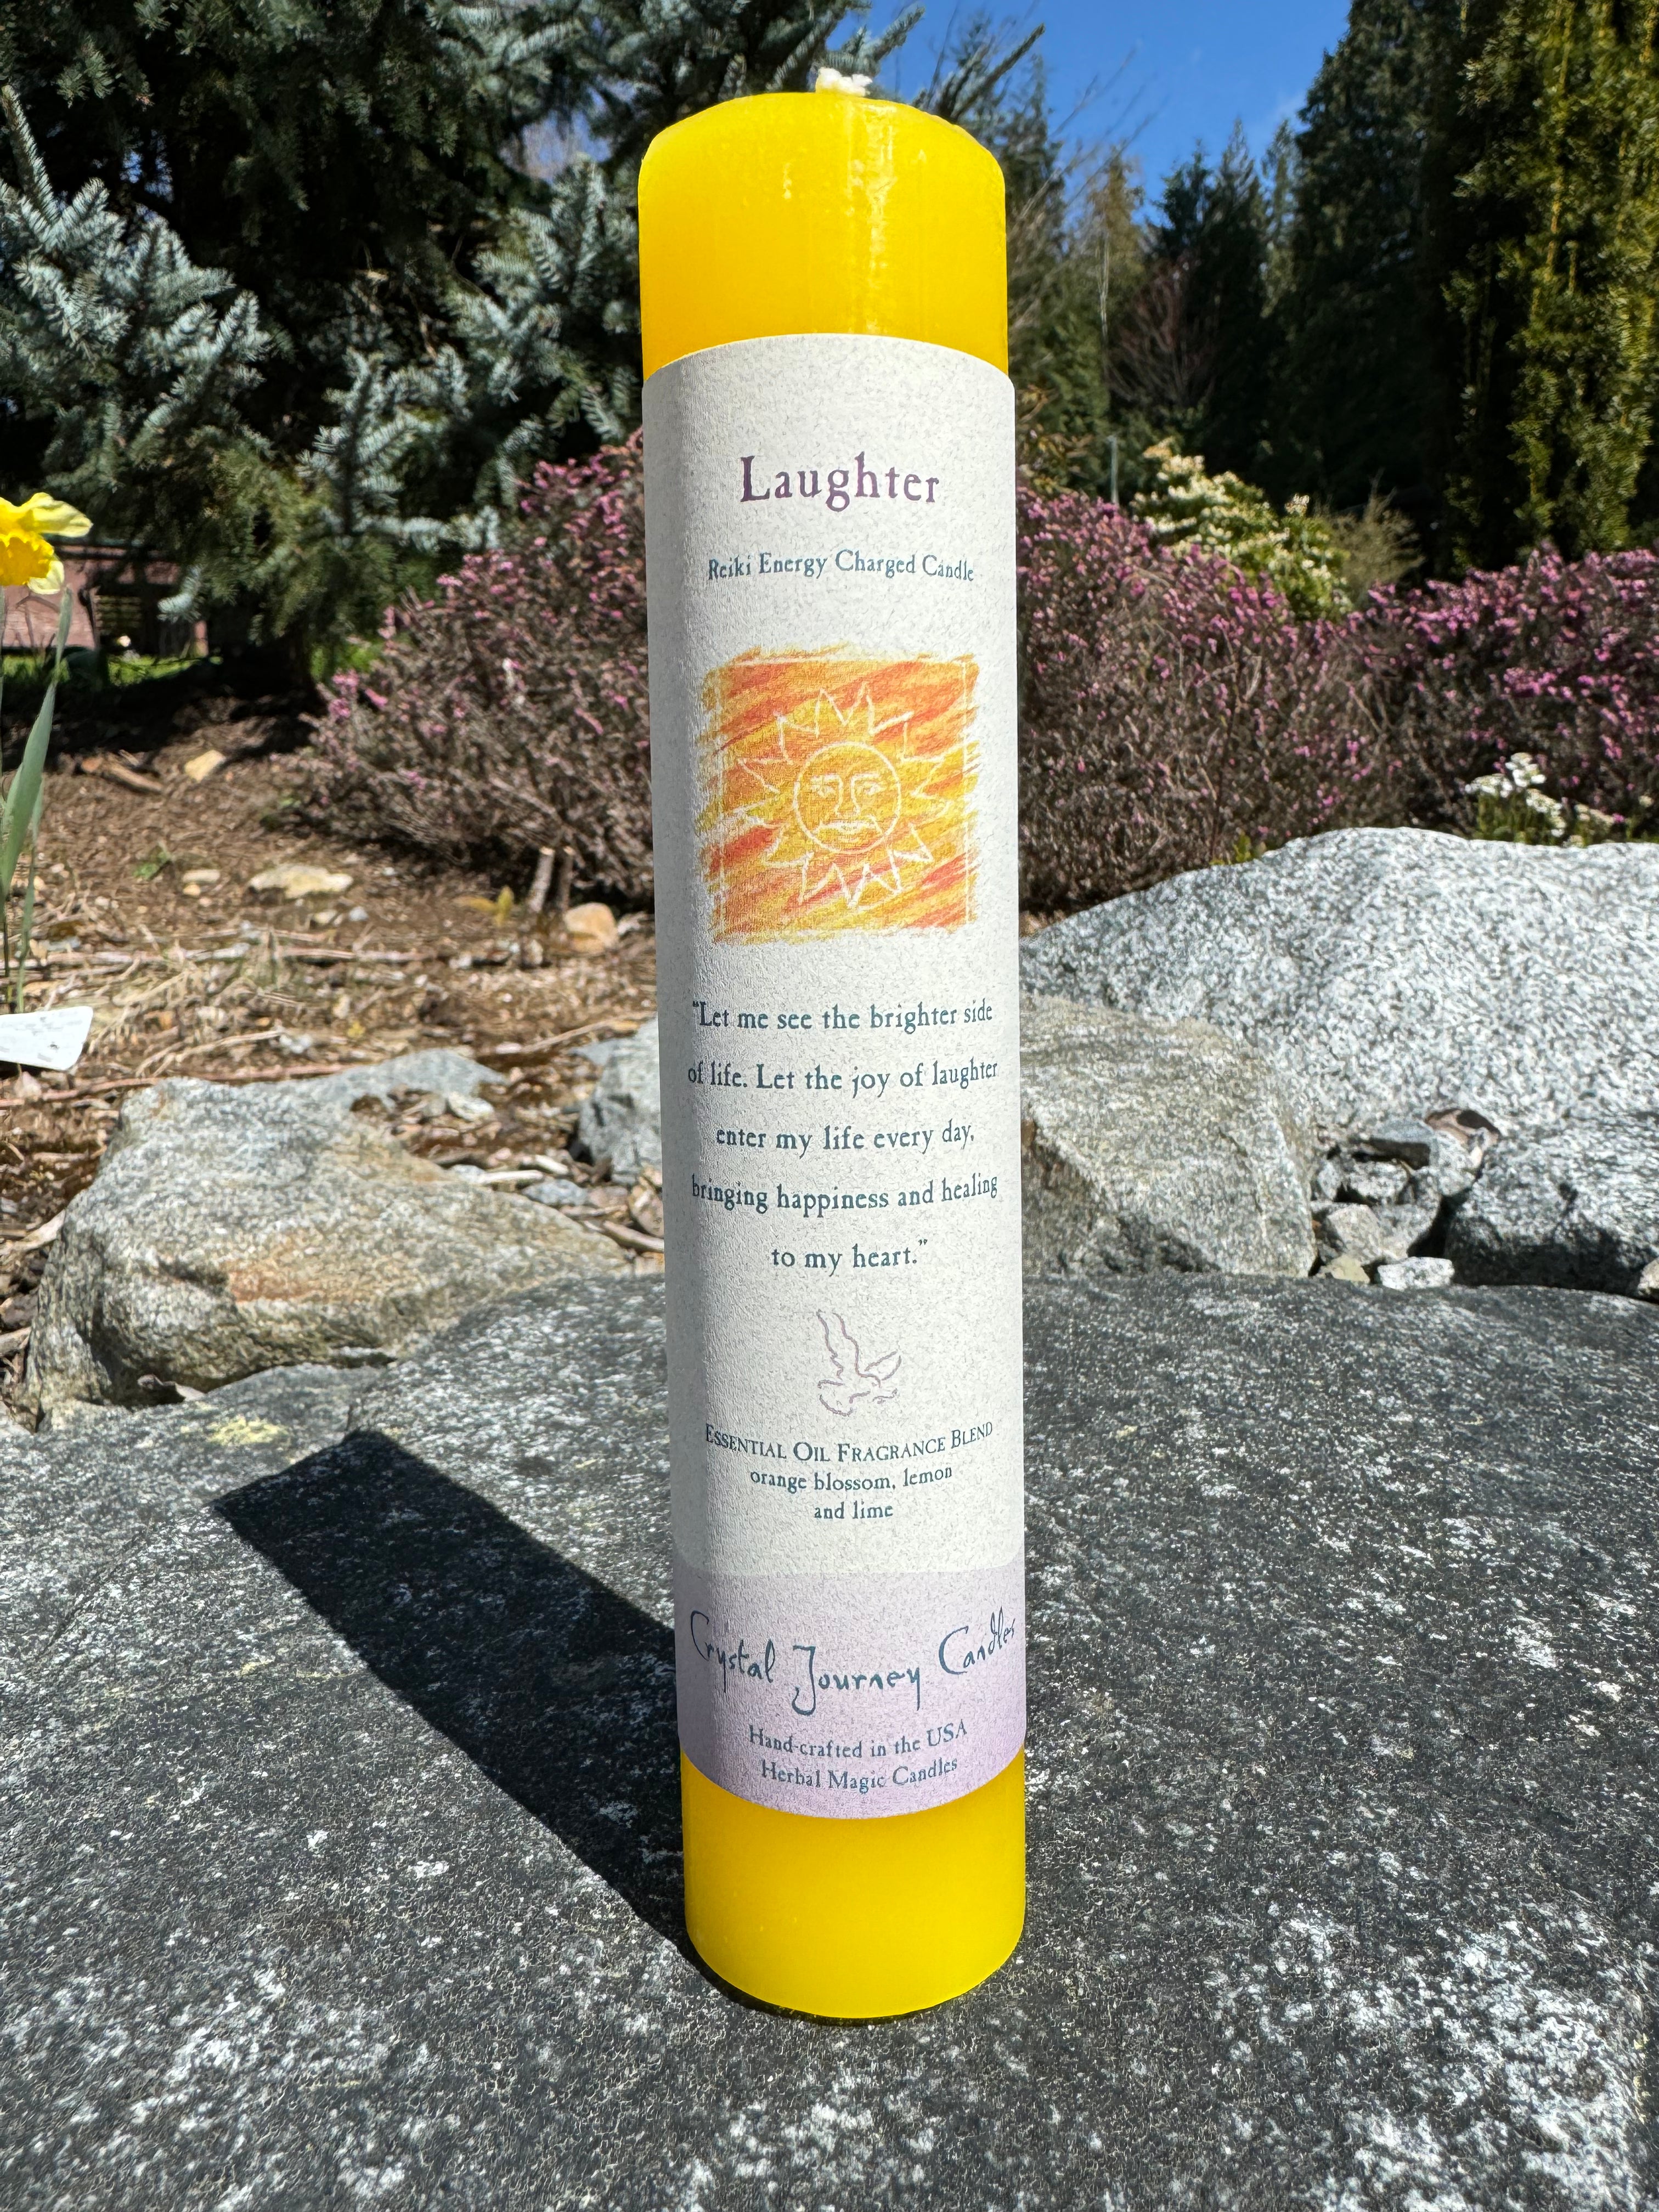 Laughter
Reiki Energy Charged Candle
"Let me see the brighter side
of life. Let the joy of laughter
enter my life every day,
bringing happiness and healing
to my heart."
ESSENTIAL OIL FRAGRANCE BLEND
orange blossom, lemon
and lime
Crystal Journey Candles
Hand-crafted in the USA
Herbal Magic Candles